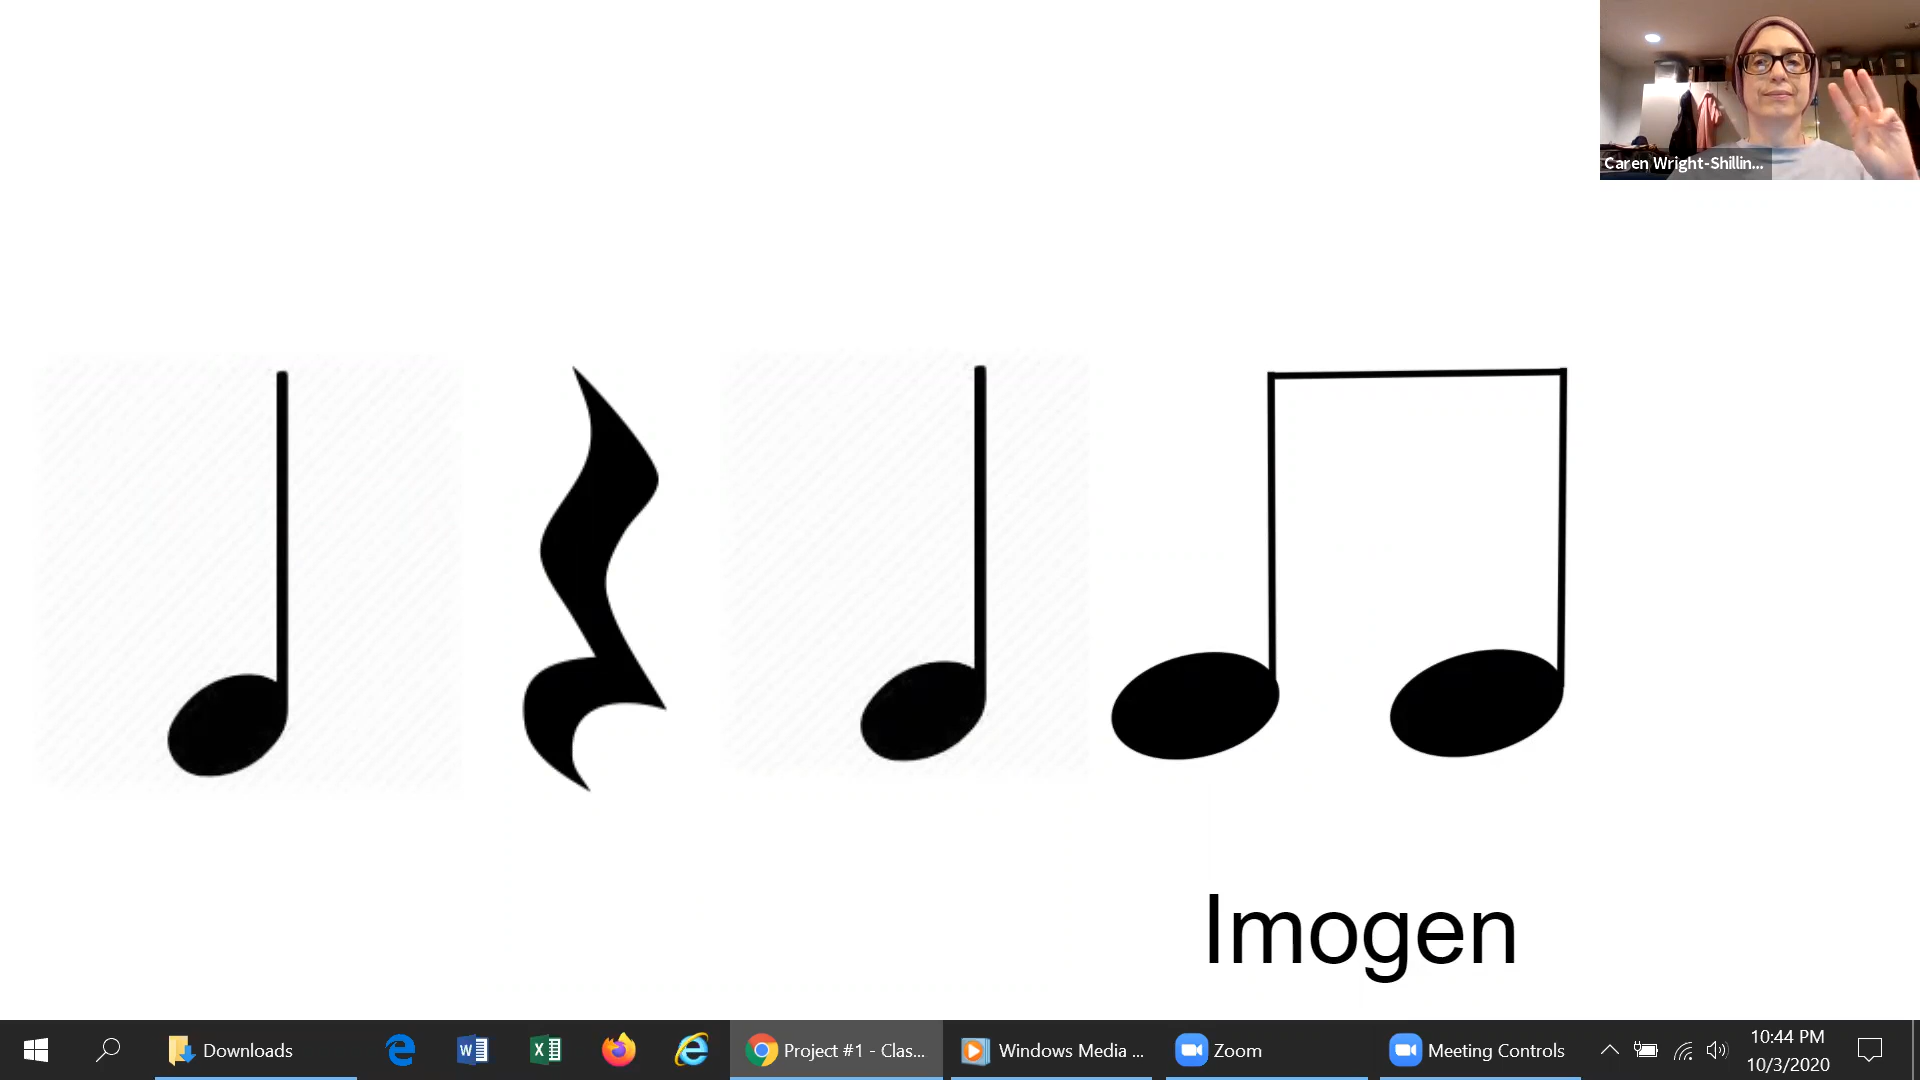 Caren Wright-Shillin...
Imogen
Downloads
Project #1 - Clas...
Windows Media ...
Zoom
Meeting Controls
10:44 PM
10/3/2020